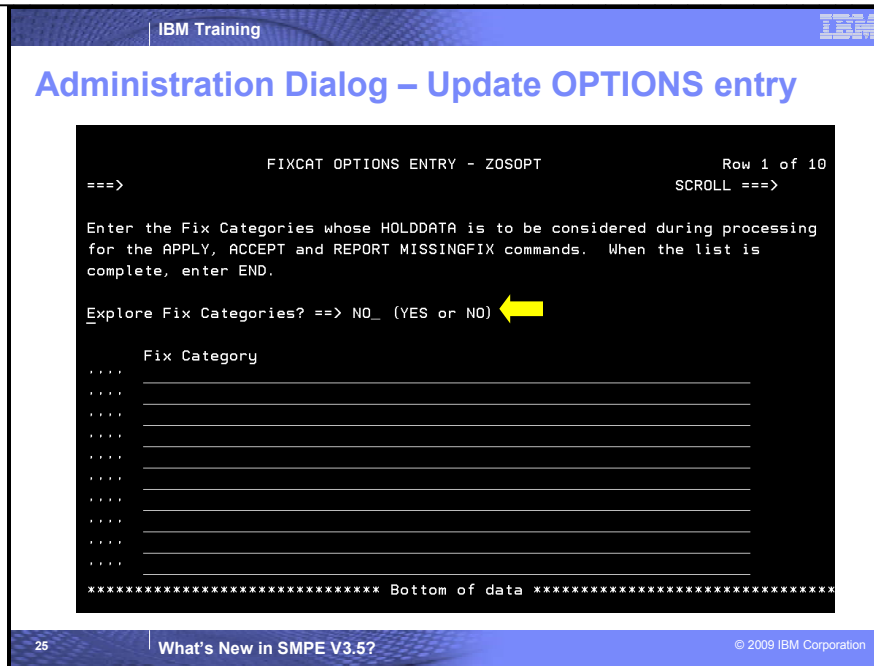 IBM Training
IBM
Administration Dialog – Update OPTIONS entry
FIXCAT OPTIONS ENTRY - ZOSOPT Row 1 of 10
===> SCROLL ===>
Enter the Fix Categories whose HOLDDATA is to be considered during processing
for the APPLY, ACCEPT and REPORT MISSINGFIX commands. When the list is
complete, enter END.
Explore Fix Categories? ==> NO_ (YES or NO)
Fix Category
''''
''''
''''
''''
''''
''''
''''
''''
''''
''''
****************************** Bottom of data ********************************
25 What's New in SMPE V3.5? © 2009 IBM Corporation